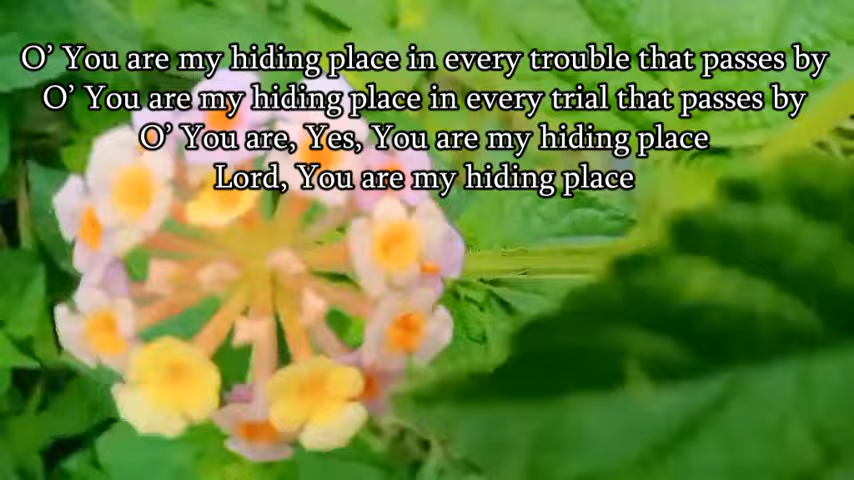 O’ You are my hiding place in every trouble that passes by
O’ You are my hiding place in every trial that passes by
O’ You are, Yes, You are my hiding place
Lord, You are my hiding place